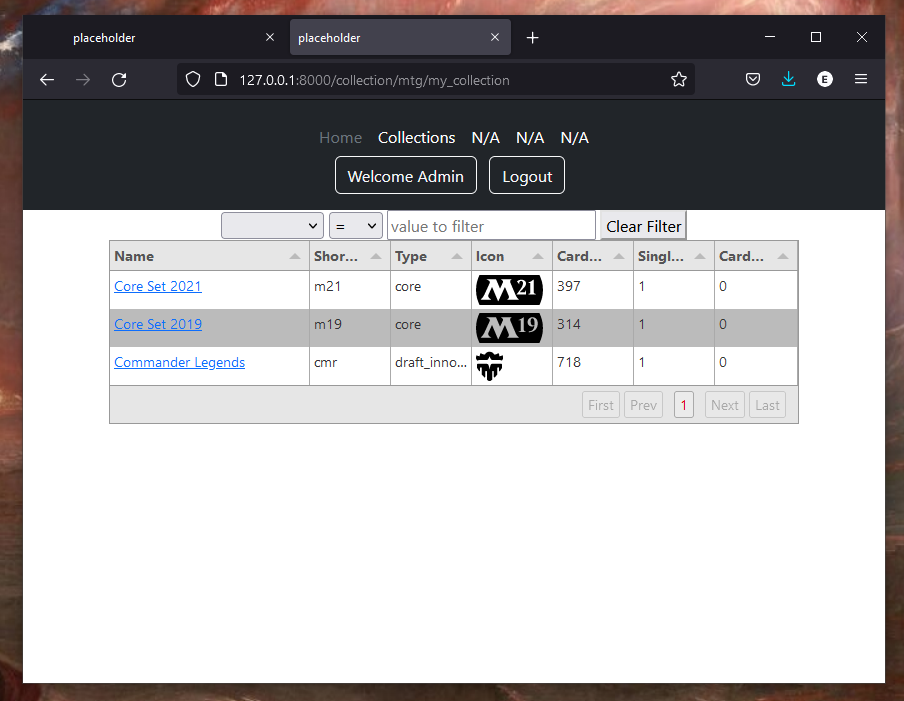 placeholder placeholder
127.0.0.1:8000/collection/mtg/my_collection E
Home Collections N/A N/A N/A
Welcome Admin Logout
= value to filter Clear Filter
Name Shor... Type Icon Card... Singl... Card...
Core Set 2021 m21 core M21 397 1 0
Core Set 2019 m19 core M19 314 1 0
Commander Legends cmr draft_inno... 718 1 0
First Prev 1 Next Last